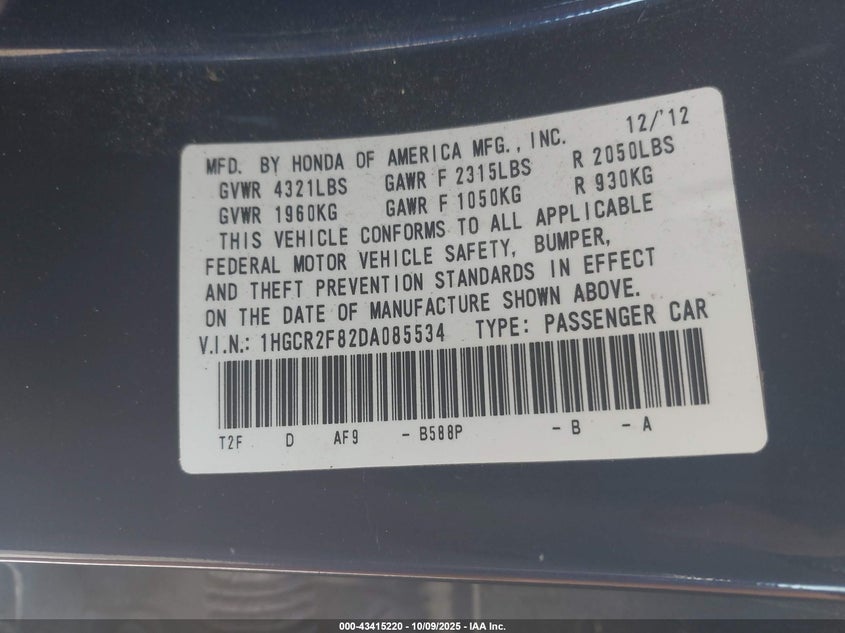 MFD. BY HONDA OF AMERICA MFG., INC. 12/'12
GVWR 4321LBS GAWR F 2315LBS R 2050LBS
GVWR 1960KG GAWR F 1050KG R 930KG
THIS VEHICLE CONFORMS TO ALL APPLICABLE
FEDERAL MOTOR VEHICLE SAFETY, BUMPER,
AND THEFT PREVENTION STANDARDS IN EFFECT
ON THE DATE OF MANUFACTURE SHOWN ABOVE.
V.I.N.: 1HGCR2F82DA085534 TYPE: PASSENGER CAR
T2F D AF9 - B588P - B - A
000-43415220 - 10/09/2025 - IAA Inc.